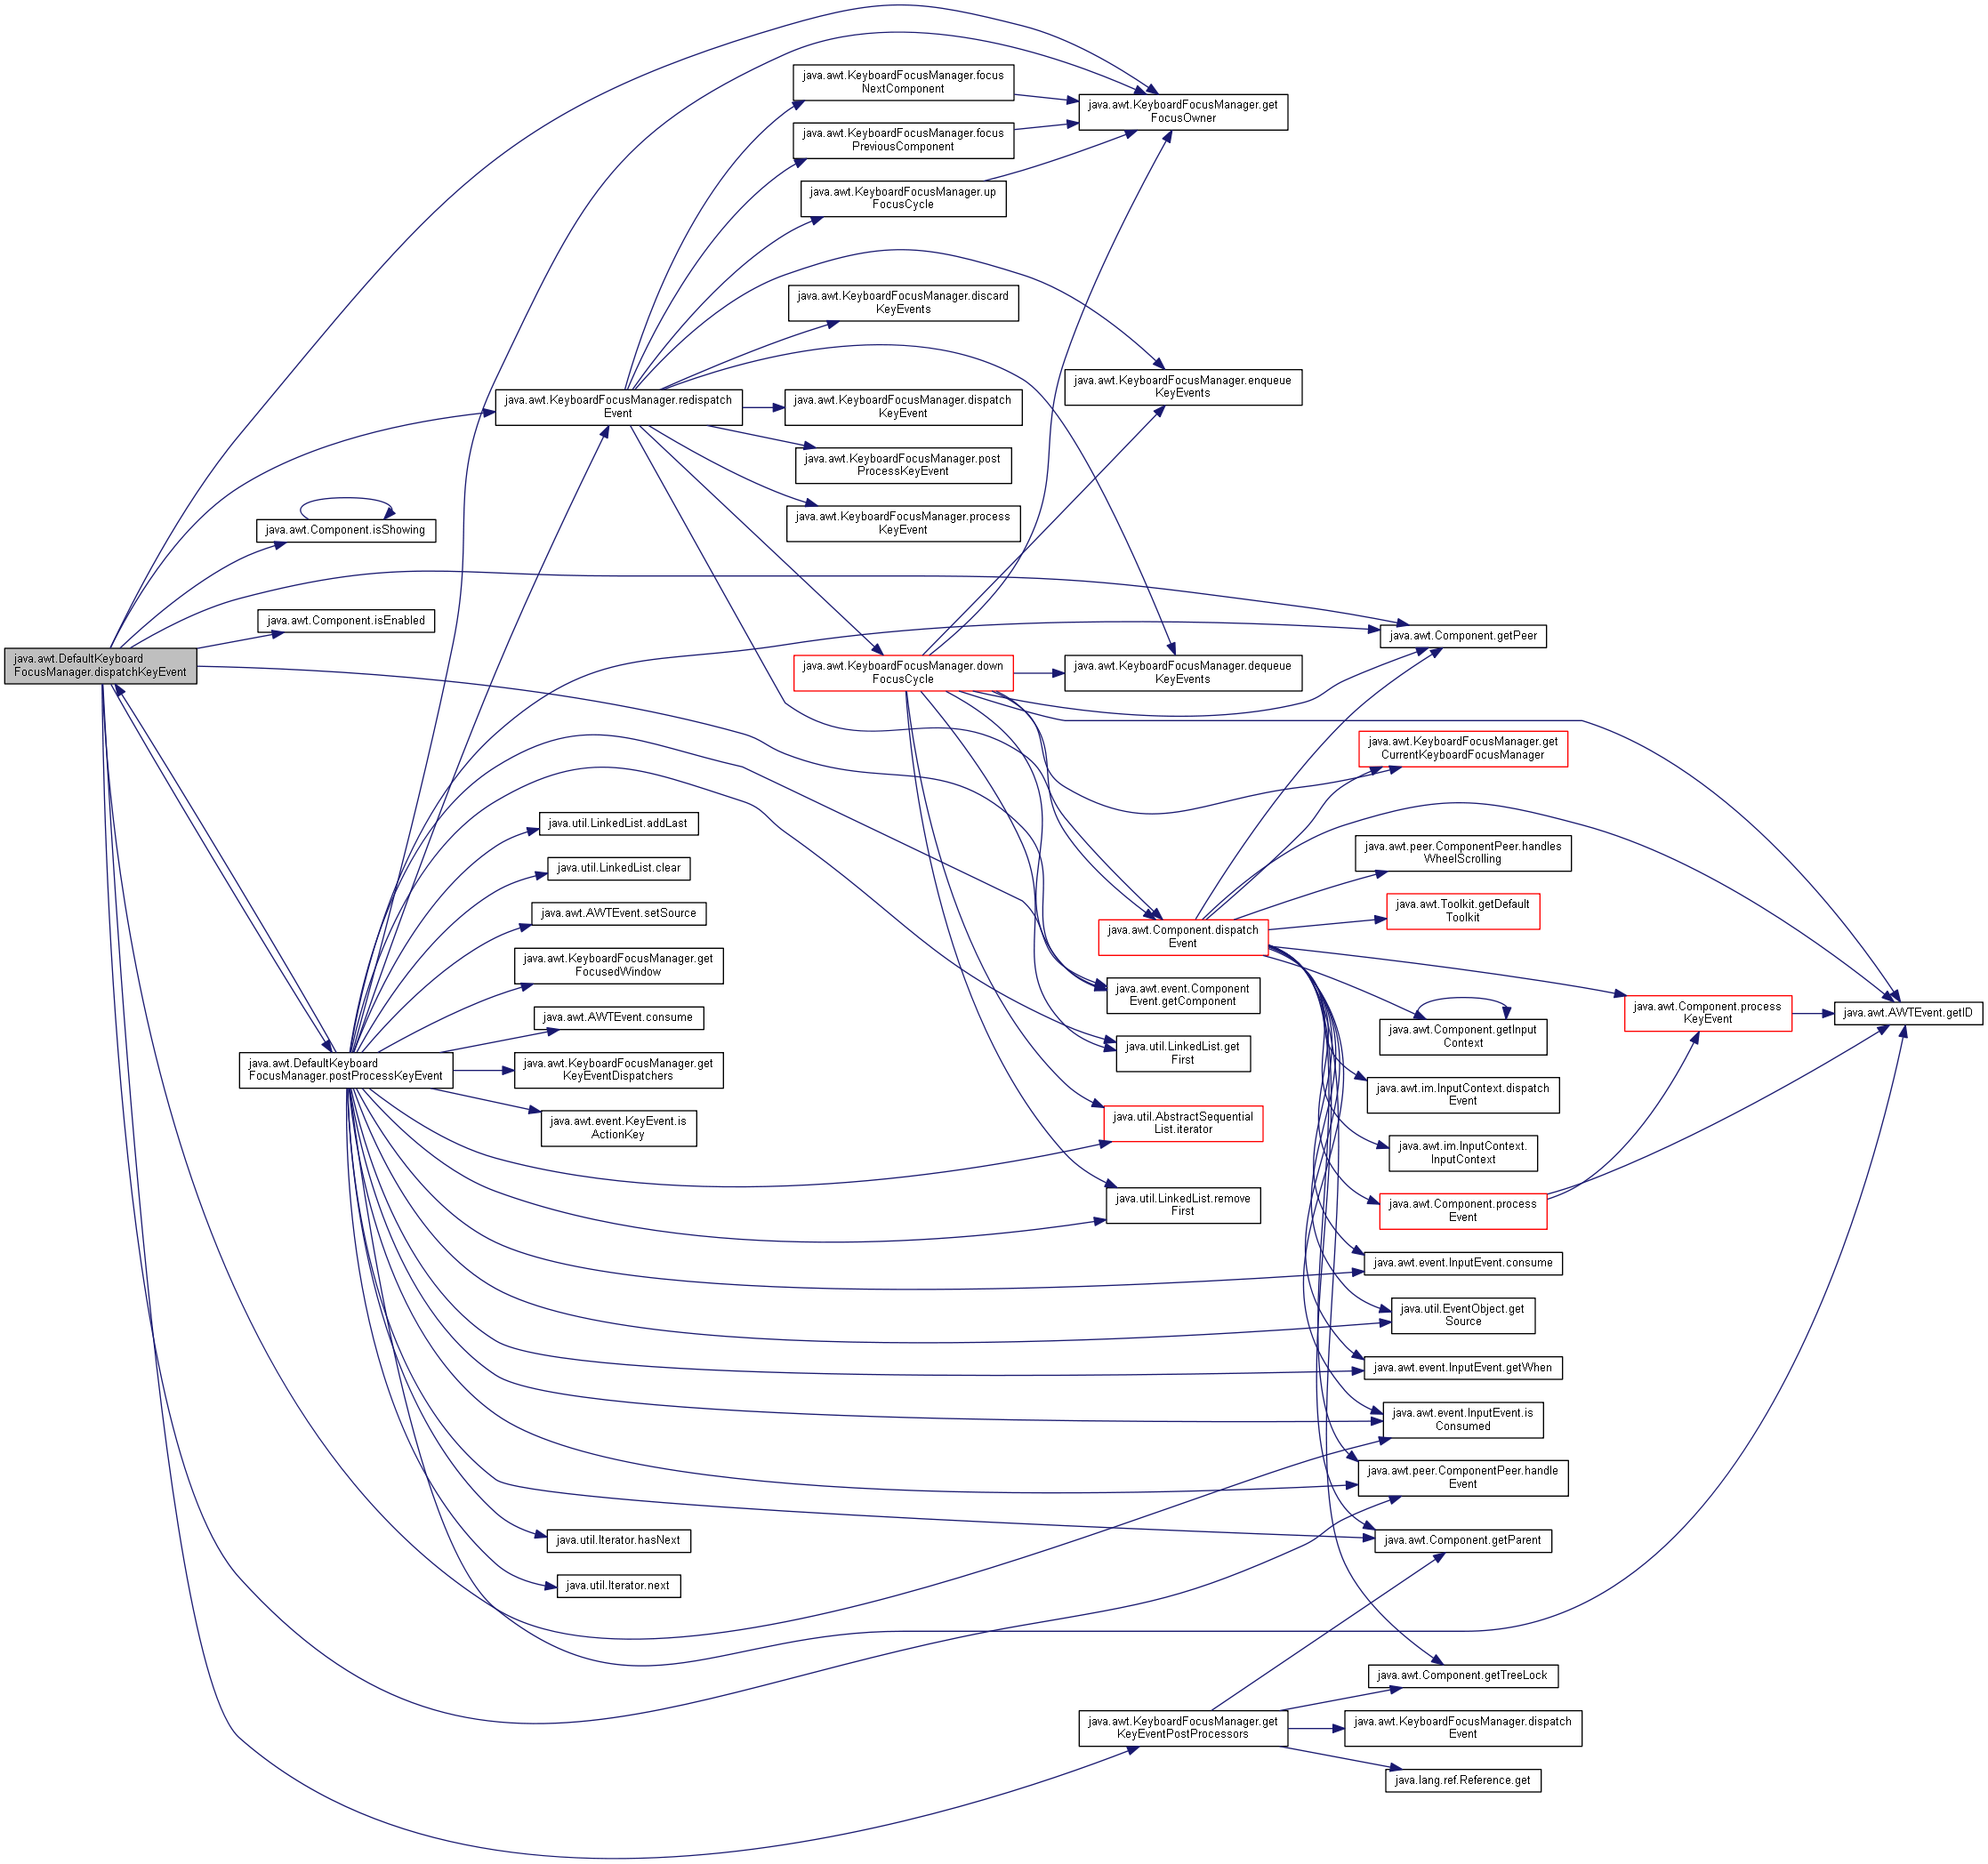 java.awt.KeyboardFocusManager.focus
NextComponent
java.awt.KeyboardFocusManager.get
FocusOwner
java.awt.KeyboardFocusManager.focus
PreviousComponent
java.awt.KeyboardFocusManager.up
FocusCycle
java.awt.KeyboardFocusManager.discard
KeyEvents
java.awt.KeyboardFocusManager.enqueue
KeyEvents
java.awt.KeyboardFocusManager.redispatch
Event
java.awt.KeyboardFocusManager.dispatch
KeyEvent
java.awt.KeyboardFocusManager.post
ProcessKeyEvent
java.awt.KeyboardFocusManager.process
KeyEvent
java.awt.Component.isShowing
java.awt.Component.isEnabled
java.awt.Component.getPeer
java.awt.DefaultKeyboard
FocusManager.dispatchKeyEvent
java.awt.KeyboardFocusManager.down
FocusCycle
java.awt.KeyboardFocusManager.dequeue
KeyEvents
java.awt.KeyboardFocusManager.get
CurrentKeyboardFocusManager
java.util.LinkedList.addLast
java.awt.peer.ComponentPeer.handles
WheelScrolling
java.util.LinkedList.clear
java.awt.AWTEvent.setSource
java.awt.Toolkit.getDefault
Toolkit
java.awt.Component.dispatch
Event
java.awt.KeyboardFocusManager.get
FocusedWindow
java.awt.event.Component
Event.getComponent
java.awt.Component.process
KeyEvent
java.awt.AWTEvent.getID
java.awt.AWTEvent.consume
java.awt.Component.getInput
Context
java.util.LinkedList.get
First
java.awt.DefaultKeyboard
FocusManager.postProcessKeyEvent
java.awt.KeyboardFocusManager.get
KeyEventDispatchers
java.awt.im.InputContext.dispatch
Event
java.awt.event.KeyEvent.is
ActionKey
java.util.AbstractSequential
List.iterator
java.awt.im.InputContext.
InputContext
java.util.LinkedList.remove
First
java.awt.Component.process
Event
java.awt.event.InputEvent.consume
java.util.EventObject.get
Source
java.awt.event.InputEvent.getWhen
java.awt.event.InputEvent.is
Consumed
java.awt.peer.ComponentPeer.handle
Event
java.util.Iterator.hasNext
java.awt.Component.getParent
java.util.Iterator.next
java.awt.Component.getTreeLock
java.awt.KeyboardFocusManager.get
KeyEventPostProcessors
java.awt.KeyboardFocusManager.dispatch
Event
java.lang.ref.Reference.get